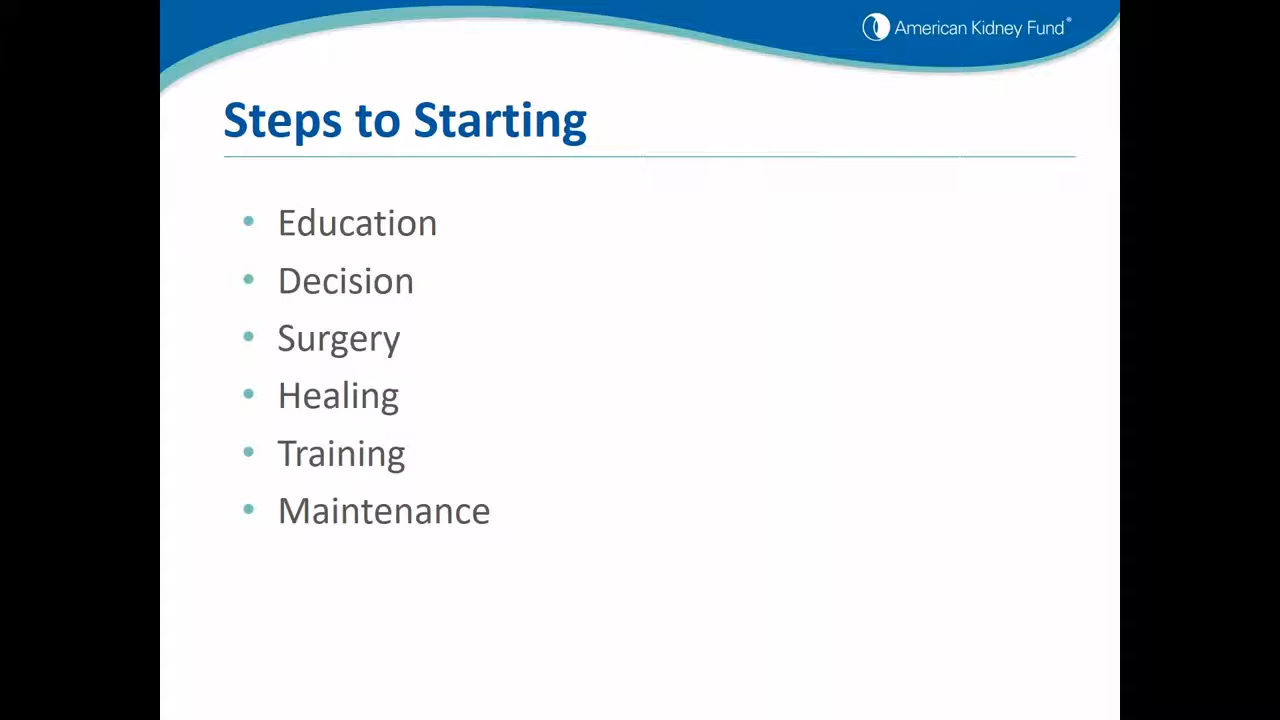 American Kidney Fund®
Steps to Starting
• Education
• Decision
• Surgery
• Healing
• Training
• Maintenance